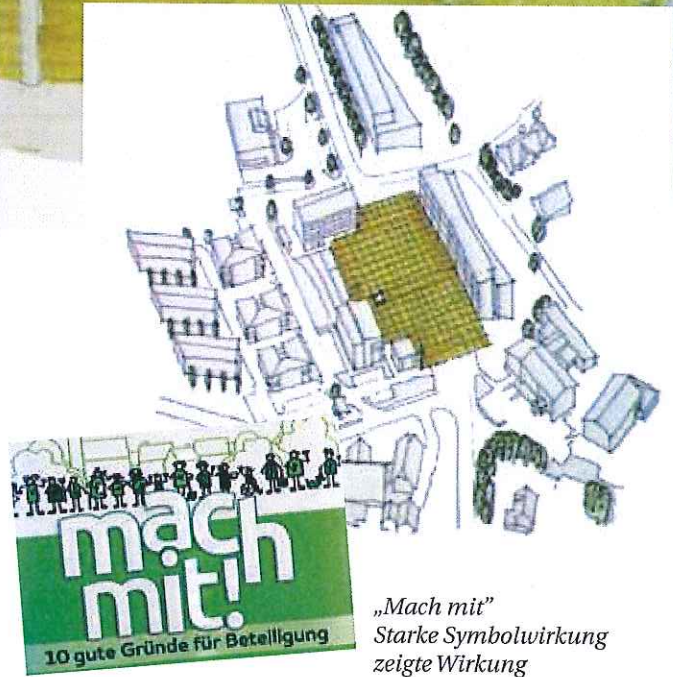 mach
mit!
10 gute Gründe für Beteiligung
„Mach mit”
Starke Symbolwirkung
zeigte Wirkung